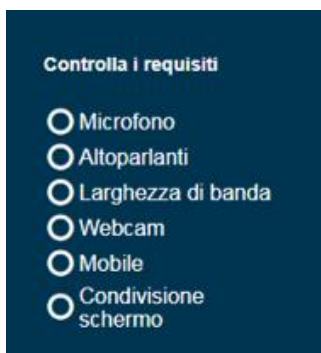 Controlla i requisiti
Microfono
Altoparlanti
Larghezza di banda
Webcam
Mobile
Condivisione
schermo